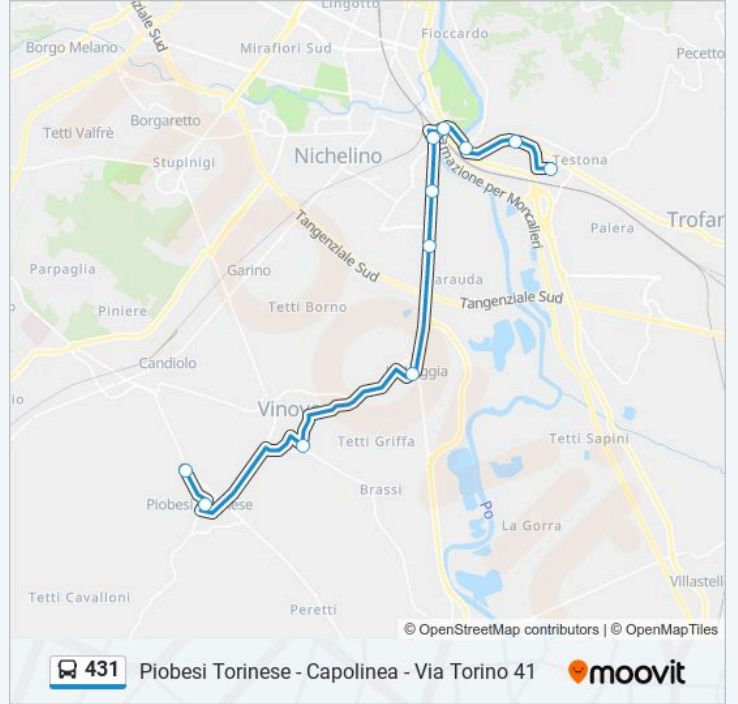 Lingotto
Fioccardo
Borgo Melano
Mirafiori Sud
Pecetto
Borgaretto
Tetti Valfrè
Stupinigi
Nichelino
Testona
Trofar
Palera
Tangenziale Sud
Parpaglia
Garino
arauda
Tangenziale Sud
Piniere
Tetti Borno
Candiolo
Vinovo
Tetti Griffa
Tetti Sapini
Brassi
Po
La Gorra
Tetti Cavalloni
Peretti
Villastell
© OpenStreetMap contributors | © OpenMapTiles
431 Piobesi Torinese - Capolinea - Via Torino 41
moovit